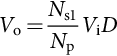 V_o = \frac{N_{s1}}{N_p} V_i D